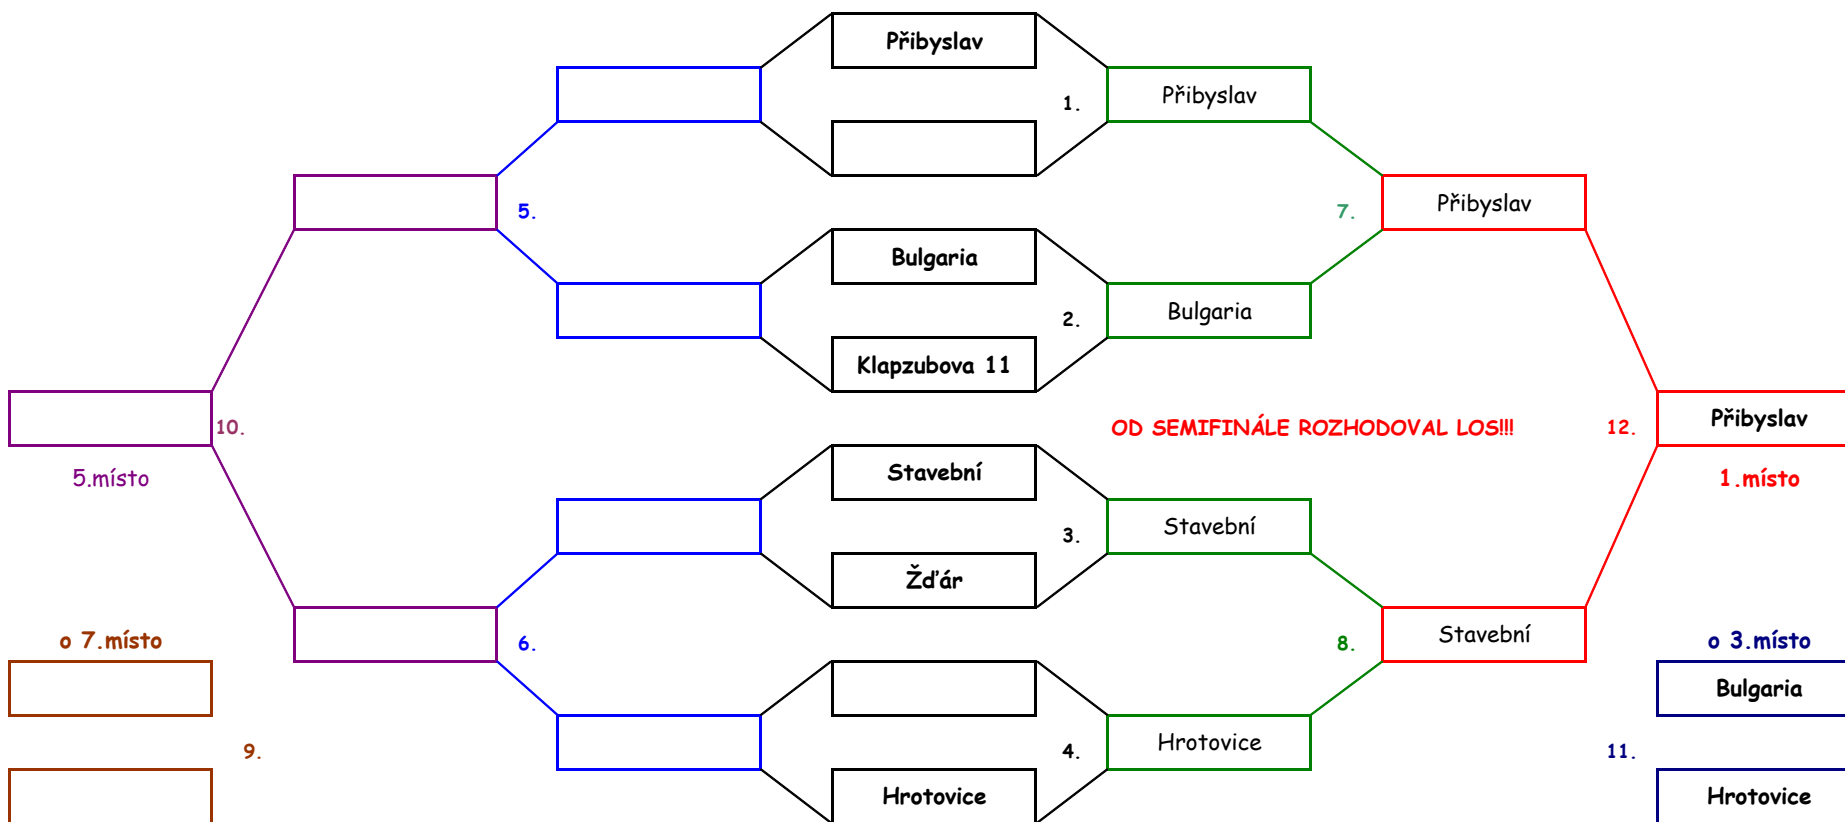 Přibyslav
1.
Přibyslav
5.
7.
Přibyslav
Bulgaria
2.
Bulgaria
Klapzubova 11
10.
OD SEMIFINÁLE ROZHODOVAL LOS!!!
12.
Přibyslav
5.místo
Stavební
1.místo
3.
Stavební
Žďár
o 7.místo
6.
8.
Stavební
o 3.místo
Bulgaria
9.
4.
Hrotovice
11.
Hrotovice
Hrotovice